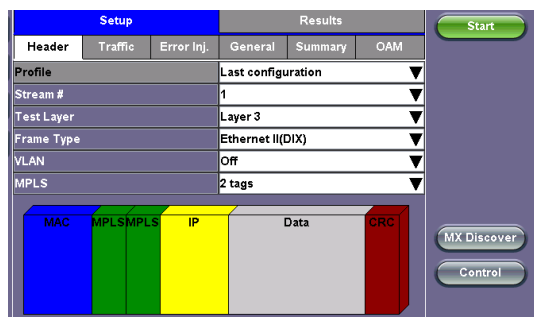 Setup Results
Start
Header Traffic Error Inj. General Summary OAM
Profile Last configuration
Stream # 1
Test Layer Layer 3
Frame Type Ethernet II(DIX)
VLAN Off
MPLS 2 tags
MAC MPLS MPLS IP Data CRC
MX Discover
Control